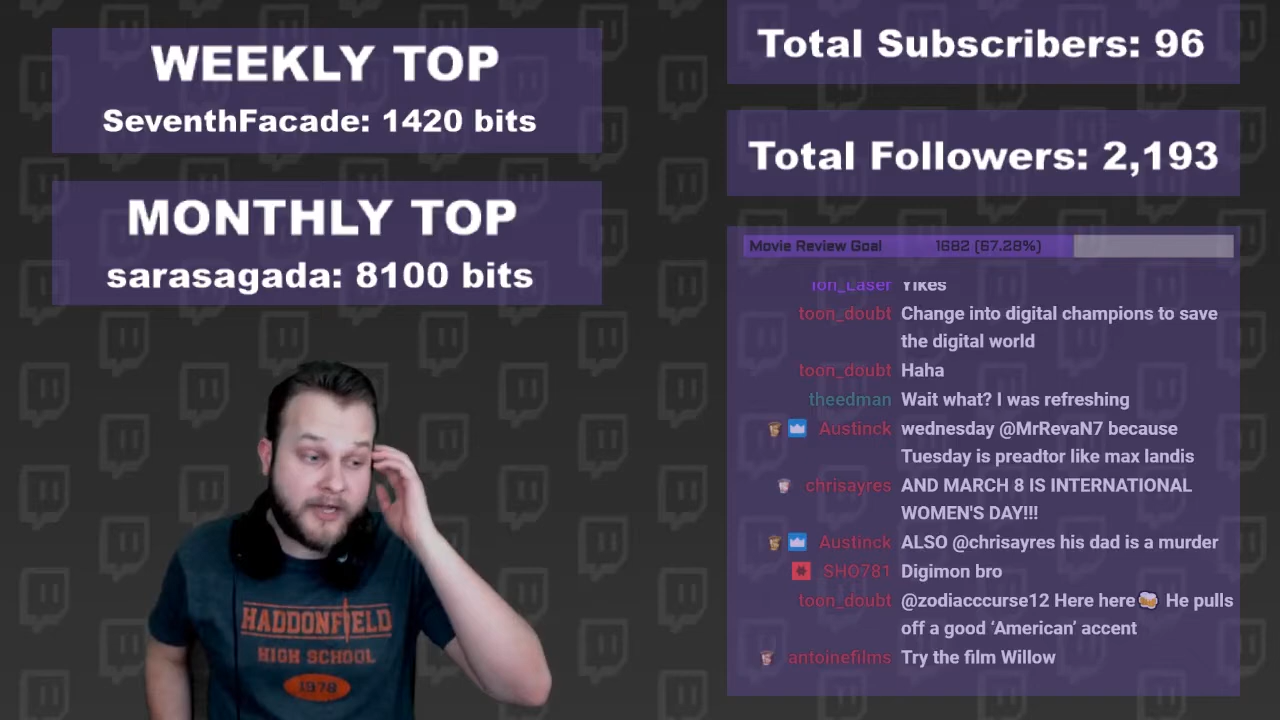 WEEKLY TOP
SeventhFacade: 1420 bits
MONTHLY TOP
sarasagada: 8100 bits
HADDONFIELD
HIGH SCHOOL
1978
Total Subscribers: 96
Total Followers: 2,193
Movie Review Goal 1682 (67.28%)
Ion_Laser Yikes
toon_doubt Change into digital champions to save
the digital world
toon_doubt Haha
theedman Wait what? I was refreshing
Austinck wednesday @MrRevaN7 because
Tuesday is preadtor like max landis
chrisayres AND MARCH 8 IS INTERNATIONAL
WOMEN'S DAY!!!
Austinck ALSO @chrisayres his dad is a murder
SHO781 Digimon bro
toon_doubt @zodiacccurse12 Here here🍻 He pulls
off a good ‘American’ accent
antoinefilms Try the film Willow